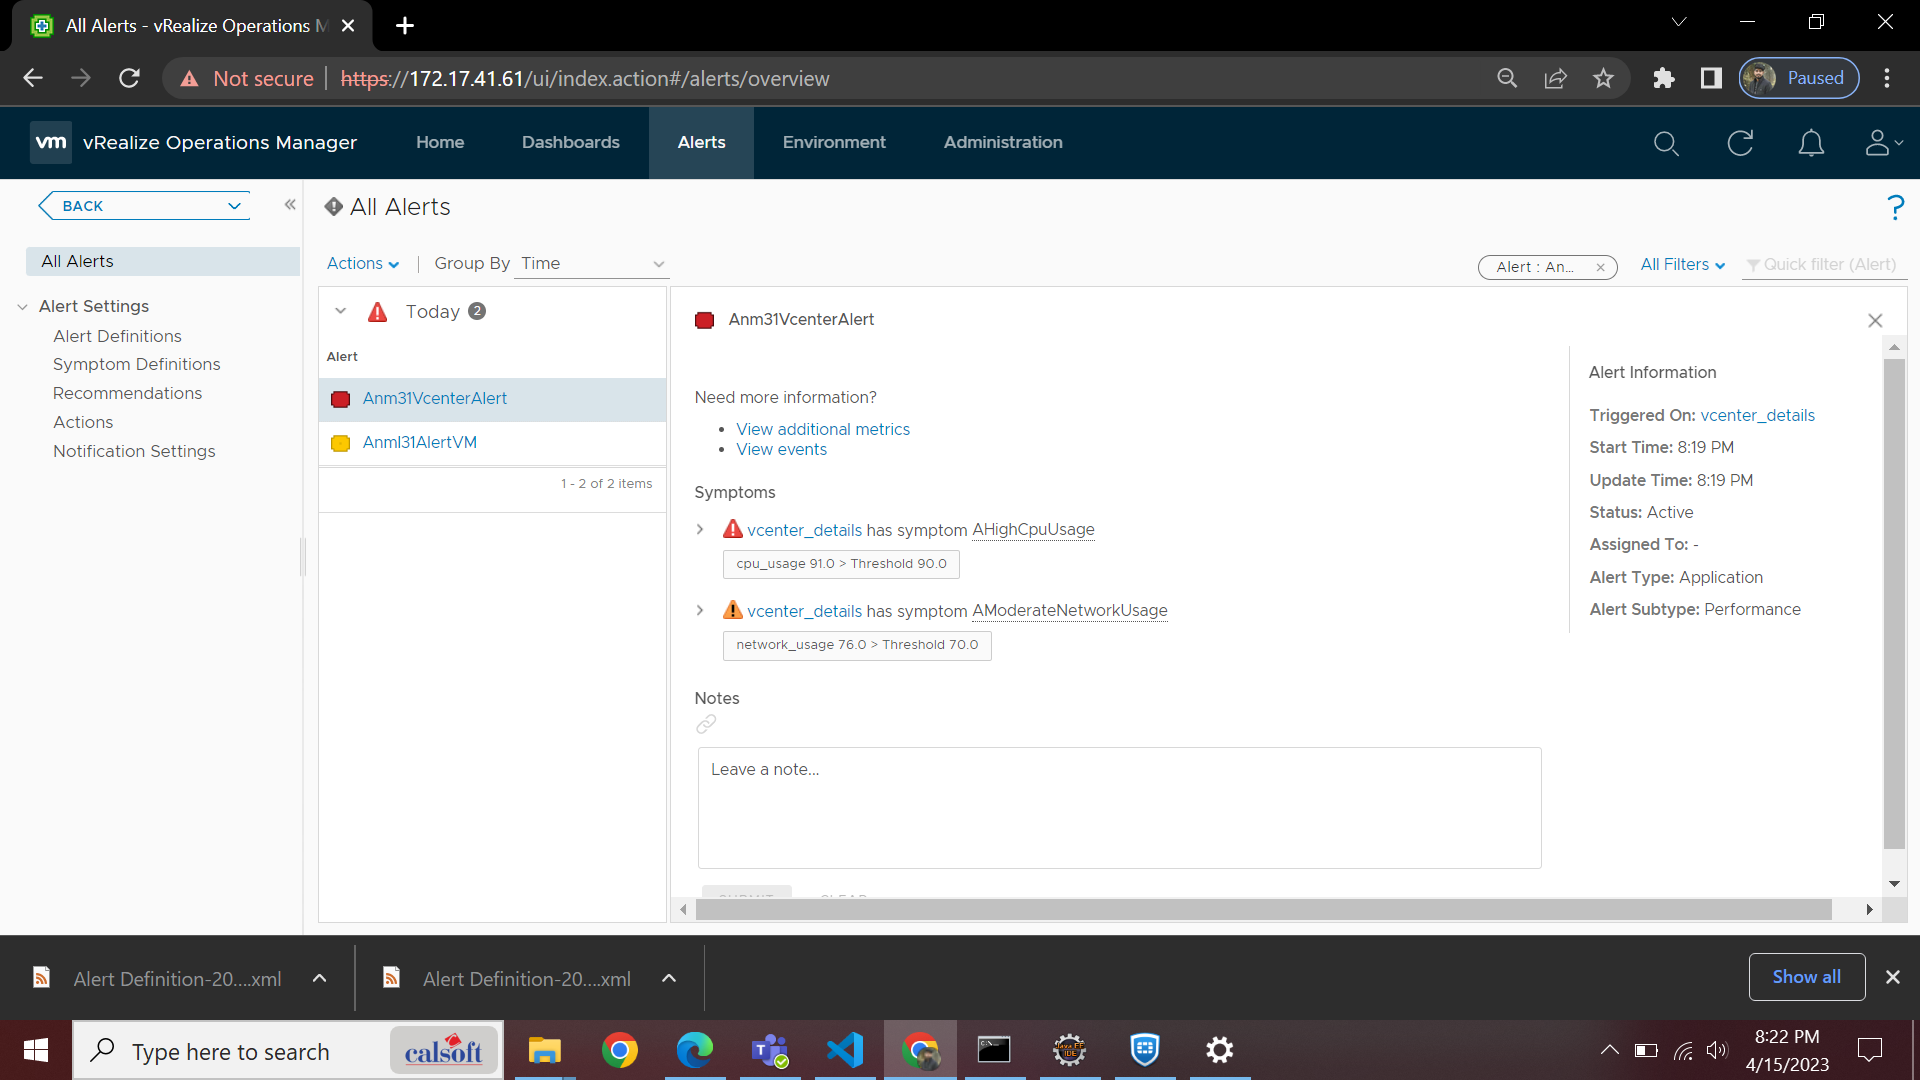 All Alerts - vRealize Operations M
Not secure
https://172.17.41.61/ui/index.action#/alerts/overview
Paused
vm
vRealize Operations Manager
Home
Dashboards
Alerts
Environment
Administration
BACK
All Alerts
?
All Alerts
Actions
Group By
Time
Alert : An...
All Filters
Quick filter (Alert)
Alert Settings
Alert Definitions
Symptom Definitions
Recommendations
Actions
Notification Settings
Today 2
Alert
Anm31VcenterAlert
Anml31AlertVM
1 - 2 of 2 items
Anm31VcenterAlert
Need more information?
• View additional metrics
• View events
Symptoms
vcenter_details has symptom AHighCpuUsage
cpu_usage 91.0 > Threshold 90.0
vcenter_details has symptom AModerateNetworkUsage
network_usage 76.0 > Threshold 70.0
Notes
Leave a note...
Alert Information
Triggered On: vcenter_details
Start Time: 8:19 PM
Update Time: 8:19 PM
Status: Active
Assigned To: -
Alert Type: Application
Alert Subtype: Performance
Alert Definition-20....xml
Alert Definition-20....xml
Show all
Type here to search
calsoft
8:22 PM
4/15/2023